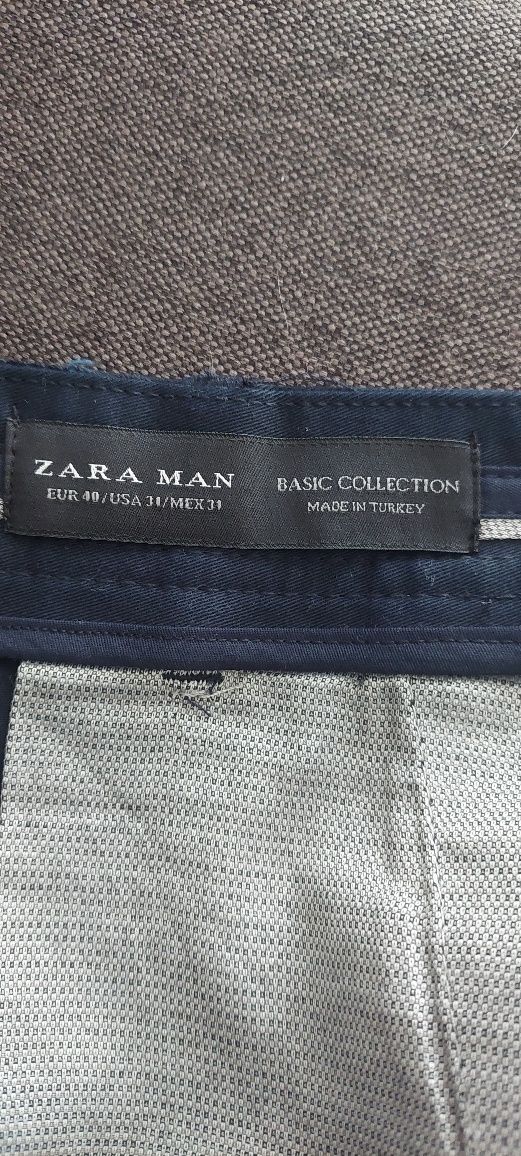 ZARA MAN
EUR 40/USA 31/MEX 31
BASIC COLLECTION
MADE IN TURKEY